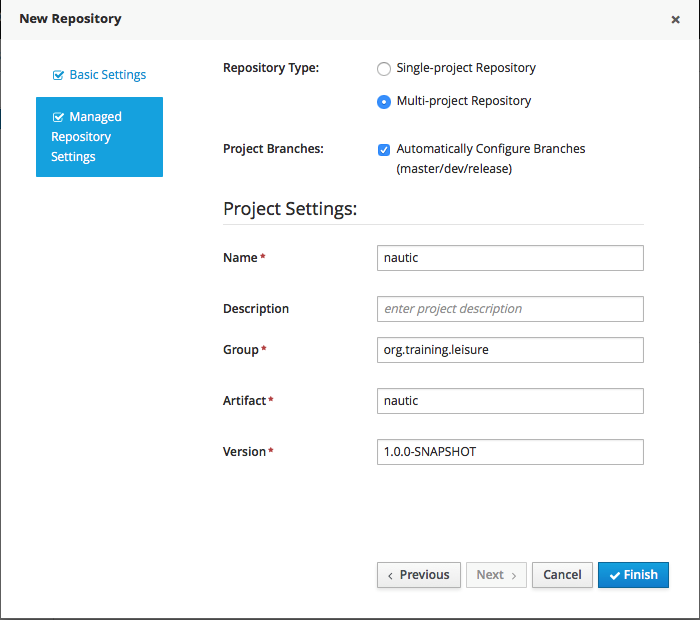 New Repository
Basic Settings
Managed
Repository
Settings
Repository Type:
Single-project Repository
Multi-project Repository
Project Branches:
Automatically Configure Branches
(master/dev/release)
Project Settings:
Name*
nautic
Description
enter project description
Group*
org.training.leisure
Artifact*
nautic
Version*
1.0.0-SNAPSHOT
Previous
Next
Cancel
Finish